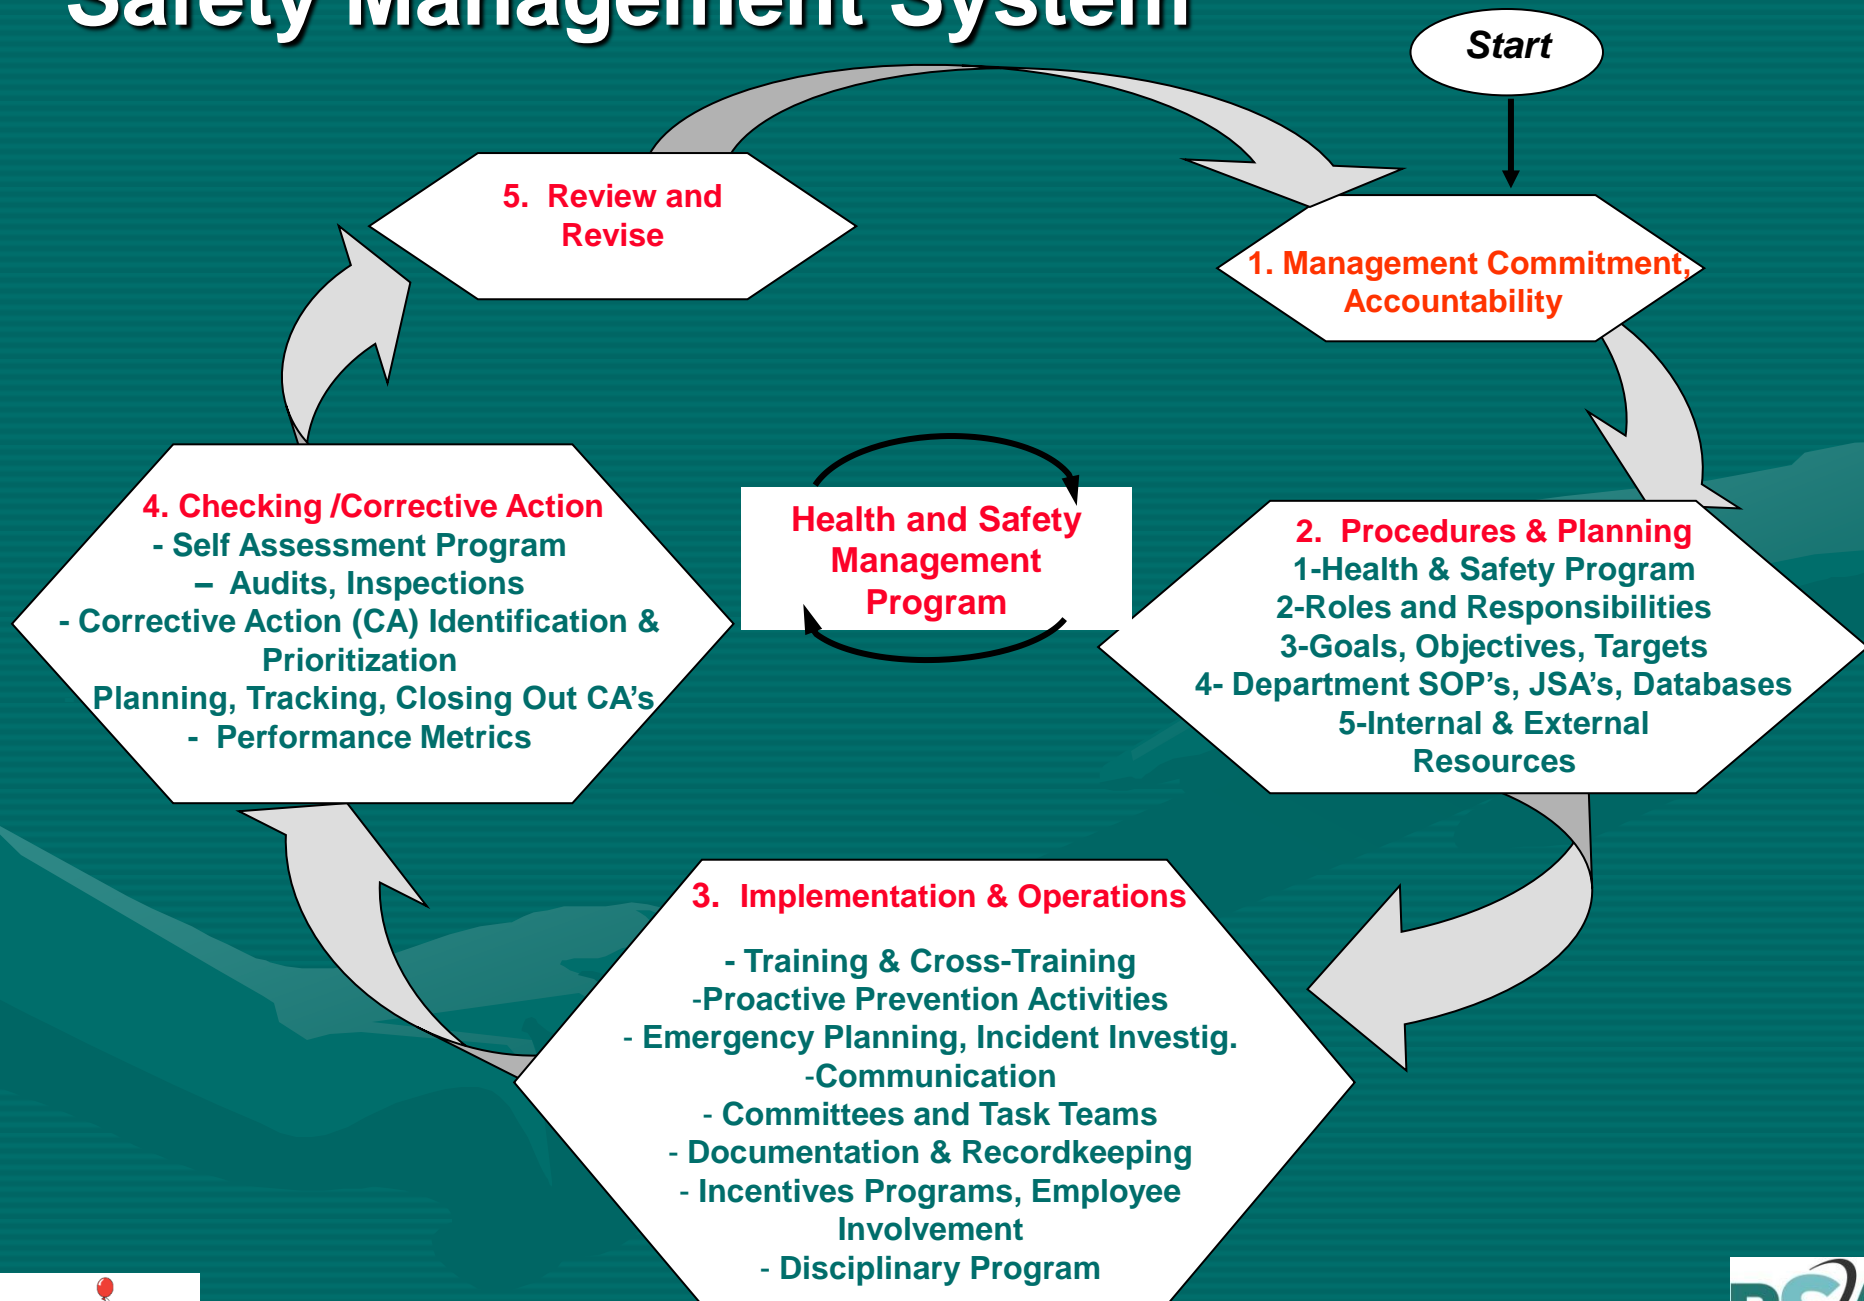 Safety Management System
Start
5. Review and
Revise
1. Management Commitment,
Accountability
4. Checking /Corrective Action
- Self Assessment Program
– Audits, Inspections
- Corrective Action (CA) Identification &
Prioritization
Planning, Tracking, Closing Out CA's
- Performance Metrics
Health and Safety
Management
Program
2. Procedures & Planning
1-Health & Safety Program
2-Roles and Responsibilities
3-Goals, Objectives, Targets
4- Department SOP's, JSA's, Databases
5-Internal & External
Resources
3. Implementation & Operations
- Training & Cross-Training
-Proactive Prevention Activities
- Emergency Planning, Incident Investig.
-Communication
- Committees and Task Teams
- Documentation & Recordkeeping
- Incentives Programs, Employee
Involvement
- Disciplinary Program